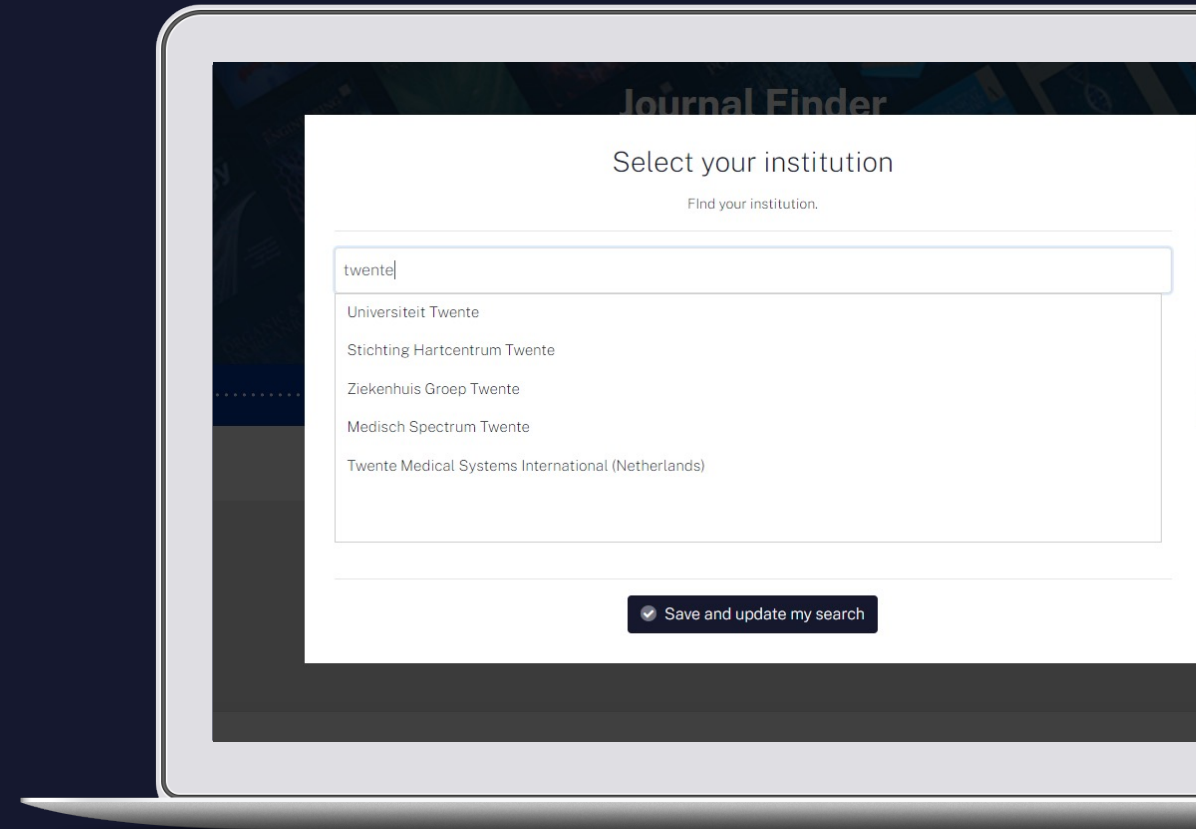 Journal Finder
Select your institution
FInd your institution.
twente
Universiteit Twente
Stichting Hartcentrum Twente
Ziekenhuis Groep Twente
Medisch Spectrum Twente
Twente Medical Systems International (Netherlands)
Save and update my search